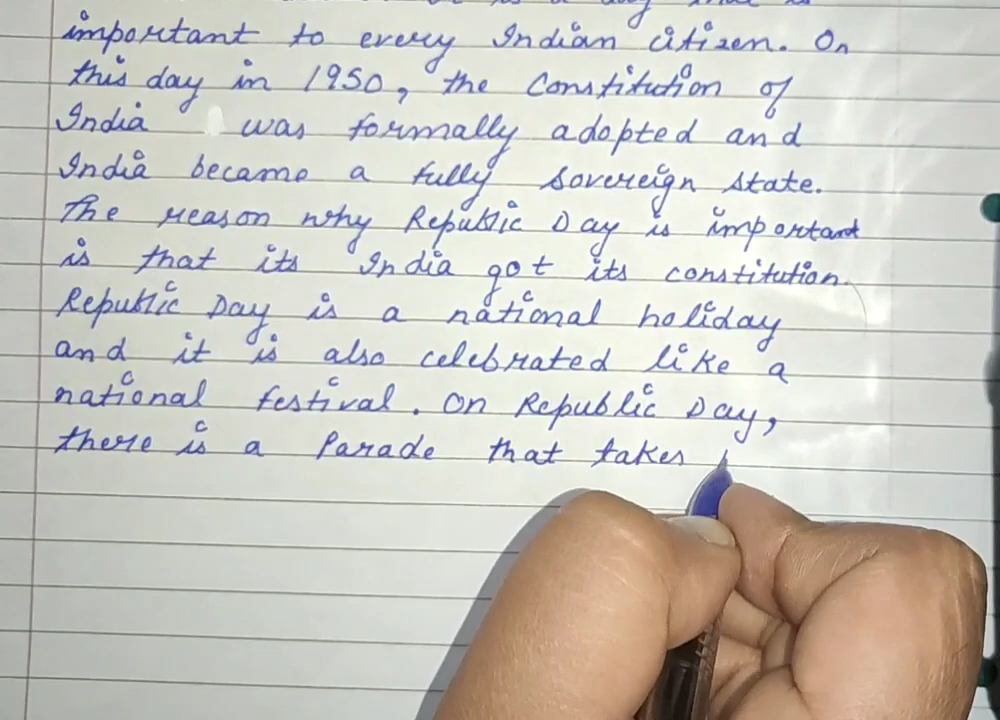 important to every Indian citizen. On
this day in 1950, the Constitution of
India was formally adopted and
India became a fully sovereign state.
The reason why Republic Day is important
is that its India got its constitution.
Republic Day is a national holiday
and it is also celebrated like a
national festival. On Republic Day,
there is a Parade that takes